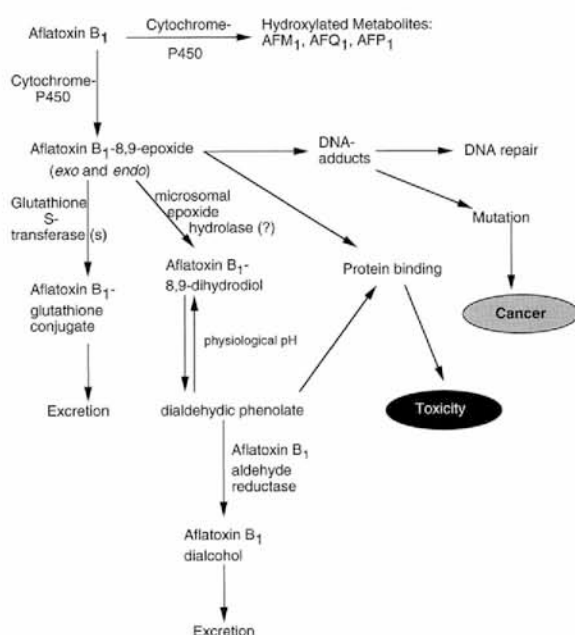 Aflatoxin B1
Cytochrome-
P450
Hydroxylated Metabolites:
AFM1, AFQ1, AFP1
Cytochrome-
P450
Aflatoxin B1-8,9-epoxide
(exo and endo)
DNA-
adducts
DNA repair
Glutathione
S-
transferase (s)
microsomal
epoxide
hydrolase (?)
Mutation
Aflatoxin B1-
8,9-dihydrodiol
Protein binding
Aflatoxin B1-
glutathione
conjugate
Cancer
physiological pH
Excretion
dialdehydic phenolate
Toxicity
Aflatoxin B1
aldehyde
reductase
Aflatoxin B1
dialcohol
Excretion